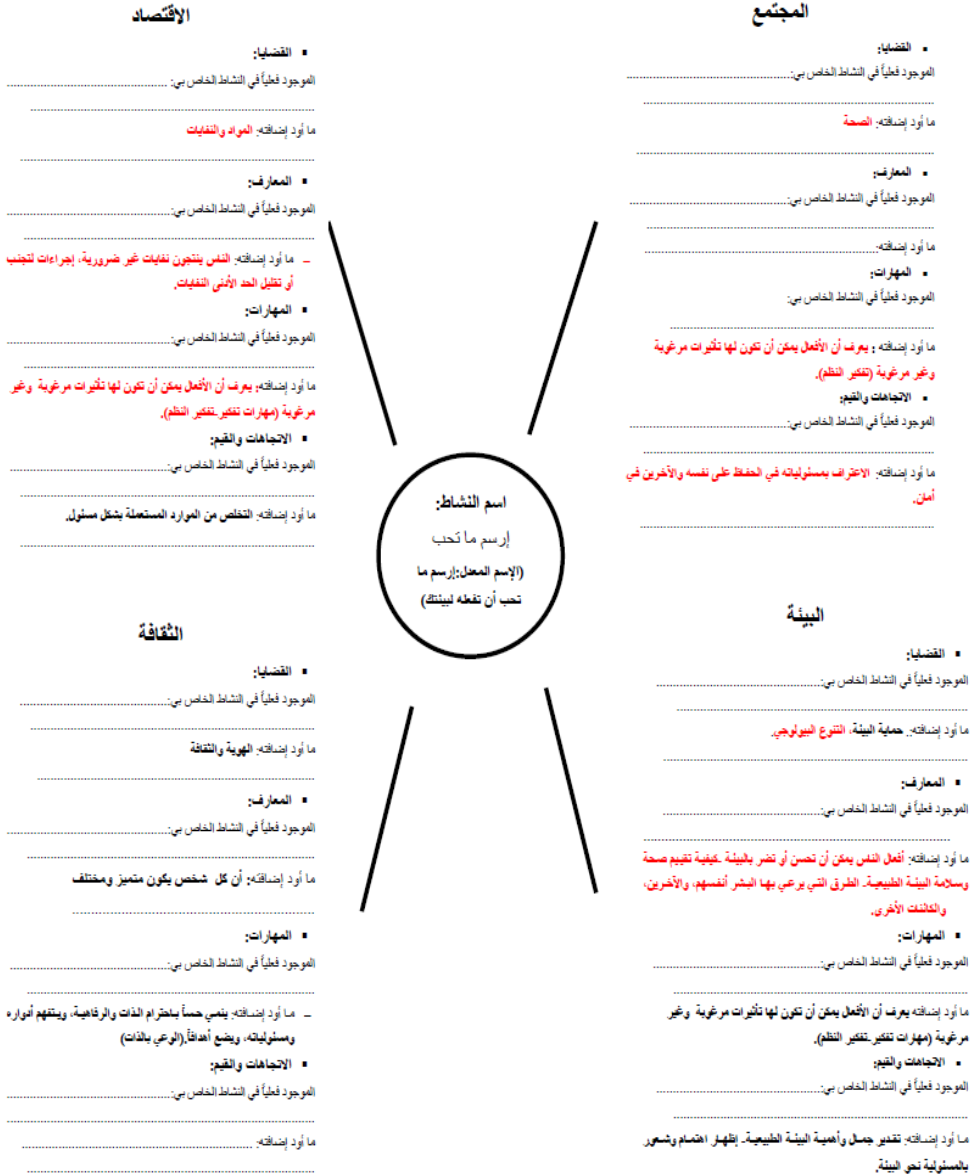 المجتمع
▪ القضايا:
الموجود فعلياً في النشاط الخاص بي:................................................
................................................................................
ما أود إضافته: الصحة
................................................................................
▪ المعارف:
الموجود فعلياً في النشاط الخاص بي:................................................
................................................................................
ما أود إضافته:................................................................
▪ المهارات:
الموجود فعلياً في النشاط الخاص بي:
................................................................................
ما أود إضافته : يعرف أن الأفعال يمكن أن تكون لها تأثيرات مرغوبة
وغير مرغوبة (تفكير النظم).
▪ الاتجاهات والقيم:
الموجود فعلياً في النشاط الخاص بي:................................................
................................................................................
ما أود إضافته: الاعتراف بمسئولياته في الحفاظ على نفسه والآخرين في
أمان.
................................................................................
الاقتصاد
▪ القضايا:
الموجود فعلياً في النشاط الخاص بي: ................................................
................................................................................
ما أود إضافته: المواد والنفايات
................................................................................
▪ المعارف:
الموجود فعلياً في النشاط الخاص بي:................................................
................................................................................
– ما أود إضافته: الناس ينتجون نفايات غير ضرورية، إجراءات لتجنب
أو تقليل الحد الأدنى النفايات.
▪ المهارات:
الموجود فعلياً في النشاط الخاص بي:................................................
................................................................................
ما أود إضافته: يعرف أن الأفعال يمكن أن تكون لها تأثيرات مرغوبة وغير
مرغوبة (مهارات تفكير-تفكير النظم).
▪ الاتجاهات والقيم:
الموجود فعلياً في النشاط الخاص بي:................................................
................................................................................
ما أود إضافته: التخلص من الموارد المستعملة بشكل مسئول.
................................................................................
اسم النشاط:
إرسم ما تحب
(الإسم المعدل:إرسم ما
تحب أن تفعله لبيئتك)
البيئة
▪ القضايا:
الموجود فعلياً في النشاط الخاص بي:................................................
................................................................................
ما أود إضافته:. حماية البيئة، التنوع البيولوجي.
................................................................................
▪ المعارف:
الموجود فعلياً في النشاط الخاص بي:................................................
................................................................................
ما أود إضافته: أفعال الناس يمكن أن تحسن أو تضر بالبيئة -كيفية تقييم صحة
وسلامة البيئة الطبيعية- الطرق التي يرعي بها البشر أنفسهم، والآخرين،
والكائنات الأخرى.
▪ المهارات:
الموجود فعلياً في النشاط الخاص بي:................................................
................................................................................
ما أود إضافته يعرف أن الأفعال يمكن أن تكون لها تأثيرات مرغوبة وغير
مرغوبة (مهارات تفكير-تفكير النظم).
▪ الاتجاهات والقيم:
الموجود فعلياً في النشاط الخاص بي:................................................
................................................................................
ما أود إضافته: تقدير جمال وأهمية البيئة الطبيعية- إظهار اهتمام وشعور
بالمسئولية نحو البيئة.
الثقافة
▪ القضايا:
الموجود فعلياً في النشاط الخاص بي:................................................
................................................................................
ما أود إضافته: الهوية والثقافة
................................................................................
▪ المعارف:
الموجود فعلياً في النشاط الخاص بي:................................................
................................................................................
ما أود إضافته: أن كل شخص يكون متميز ومختلف
................................................................................
▪ المهارات:
الموجود فعلياً في النشاط الخاص بي:................................................
................................................................................
– ما أود إضافته: ينمي حساً باحترام الذات والرفاهية، ويتفهم أدواره
ومسئولياته، ويضع أهدافاً.(الوعي بالذات)
▪ الاتجاهات والقيم:
الموجود فعلياً في النشاط الخاص بي:................................................
................................................................................
ما أود إضافته: ................................................................
................................................................................